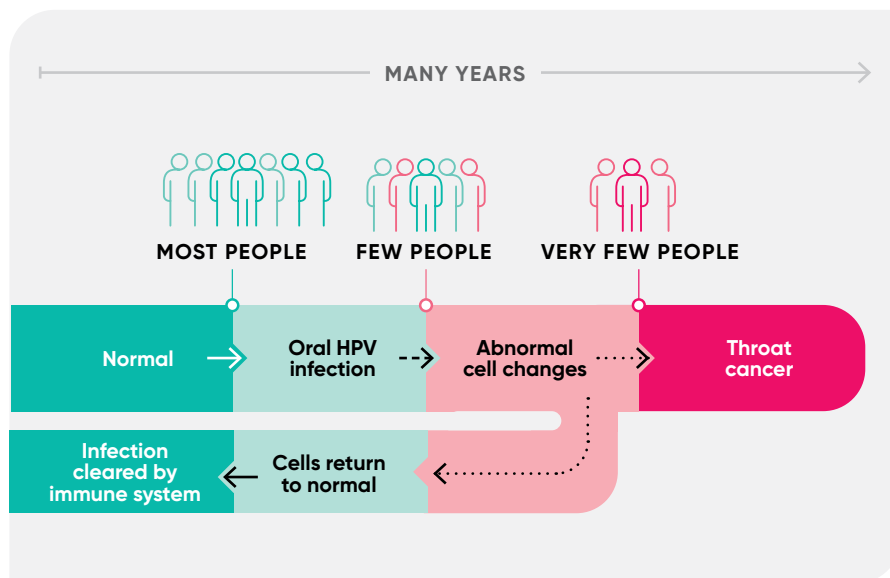 MANY YEARS
MOST PEOPLE
FEW PEOPLE
VERY FEW PEOPLE
Normal
Oral HPV
infection
Abnormal
cell changes
Throat
cancer
Infection
cleared by
immune system
Cells return
to normal